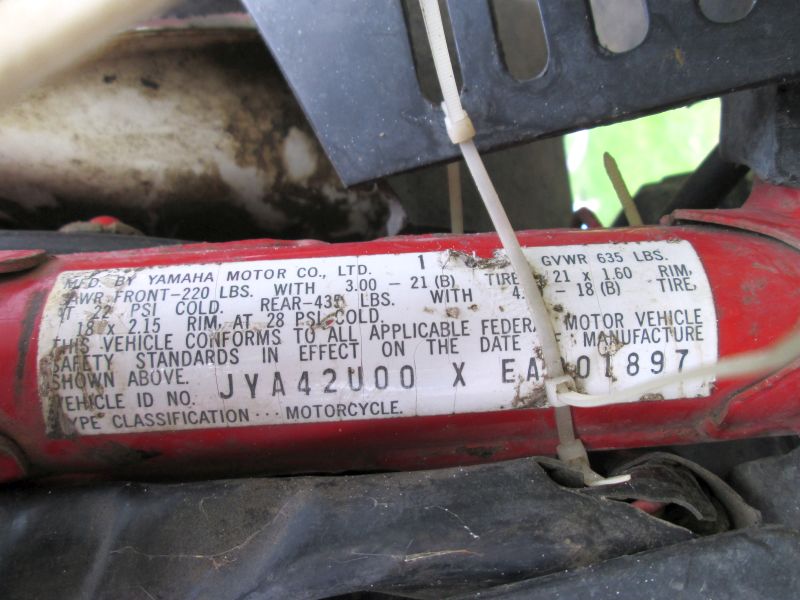 MFD. BY YAMAHA MOTOR CO., LTD. 1 GVWR 635 LBS.
GAWR FRONT-220 LBS. WITH 3.00 - 21 (B) TIRE, 21 x 1.60 RIM,
AT 22 PSI COLD. REAR-435 LBS. WITH - 18 (B) TIRE,
18 x 2.15 RIM, AT 28 PSI COLD.
THIS VEHICLE CONFORMS TO ALL APPLICABLE FEDERAL MOTOR VEHICLE
SAFETY STANDARDS IN EFFECT ON THE DATE OF MANUFACTURE
SHOWN ABOVE.
VEHICLE ID NO. JYA42U00 X
TYPE CLASSIFICATION ... MOTORCYCLE.